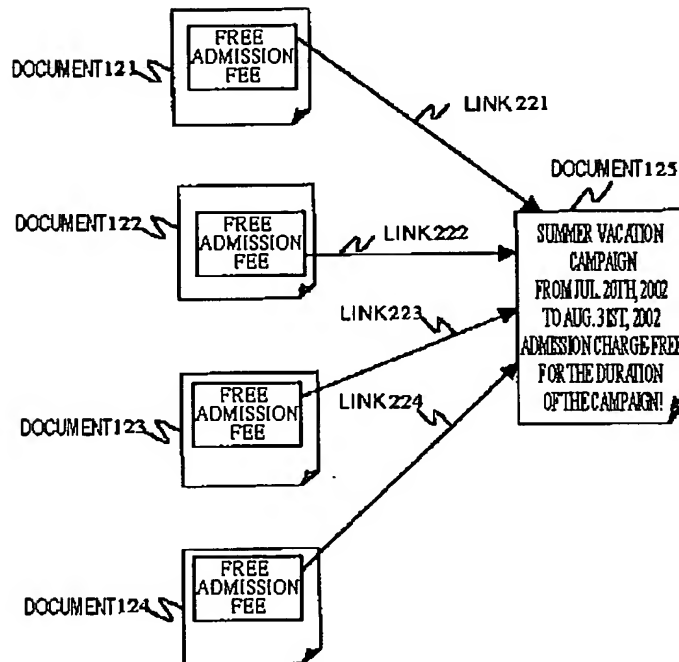 FREE
ADMISSION
FEE
DOCUMENT121
LINK221
DOCUMENT125
FREE
ADMISSION
FEE
DOCUMENT122
LINK222
SUMMER VACATION
CAMPAIGN
FROM JUL. 20TH, 2002
TO AUG. 31ST, 2002
ADMISSION CHARGE FREE
FOR THE DURATION
OF THE CAMPAIGN!
LINK223
FREE
ADMISSION
FEE
DOCUMENT123
LINK224
FREE
ADMISSION
FEE
DOCUMENT124